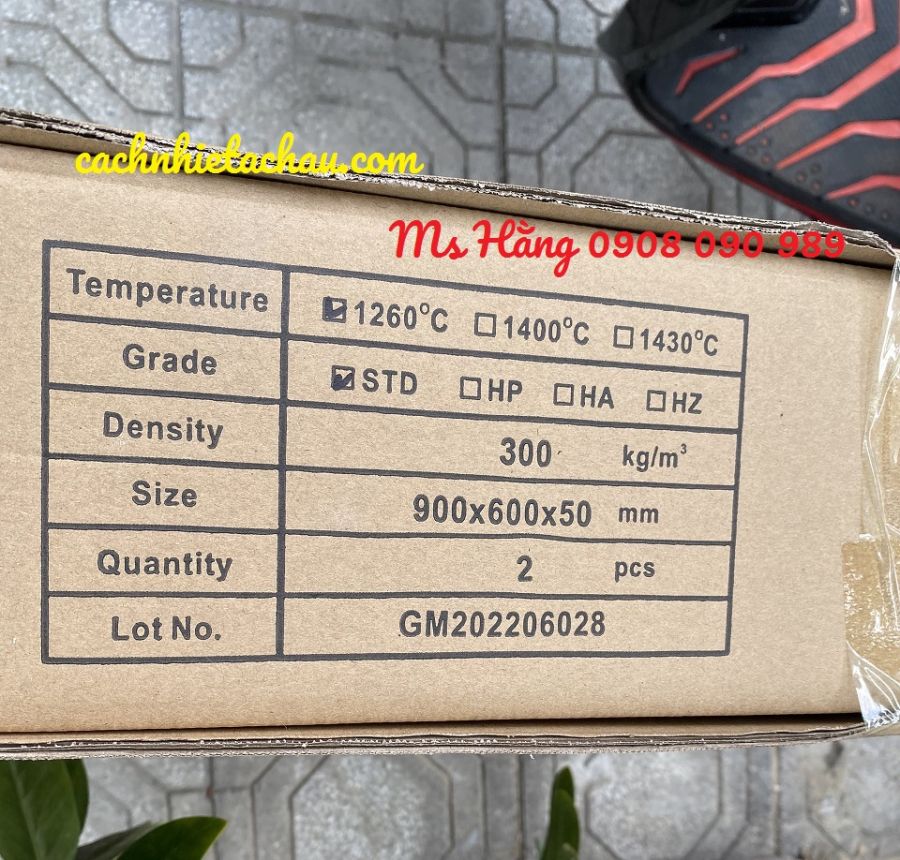 cachnhietachau.com
Ms Hằng 0908 090 989
Temperature ☑1260°C ☐1400°C ☐1430°C
Grade ☑STD ☐HP ☐HA ☐HZ
Density 300 kg/m³
Size 900x600x50 mm
Quantity 2 pcs
Lot No. GM202206028